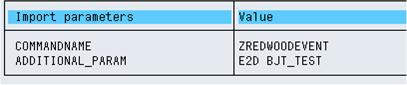 Import parameters Value
COMMANDNAME ZREDWOODEVENT
ADDITIONAL_PARAM E2D BJT_TEST